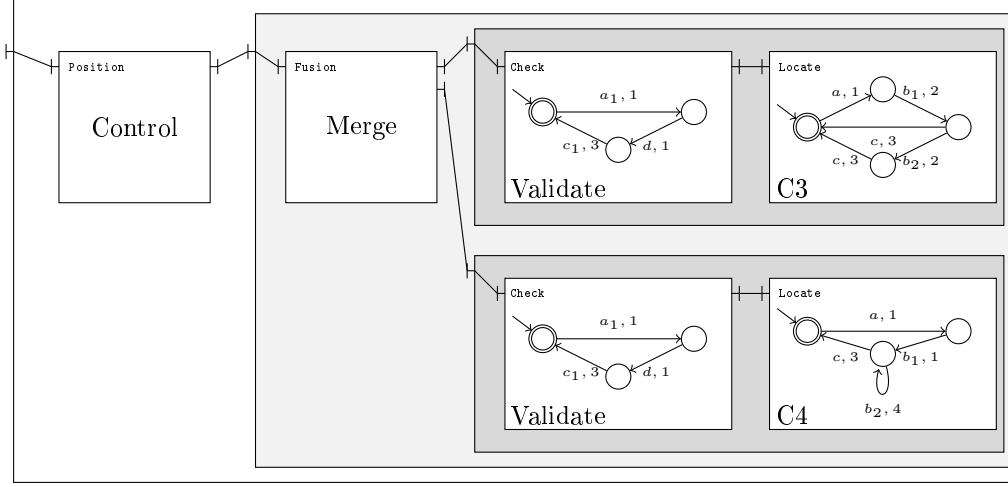 Position
Control
Fusion
Merge
Check
a₁, 1
c₁, 3
d, 1
Validate
Locate
a, 1
b₁, 2
c, 3
c, 3
b₂, 2
C3
Check
a₁, 1
c₁, 3
d, 1
Validate
Locate
a, 1
c, 3
b₁, 1
b₂, 4
C4